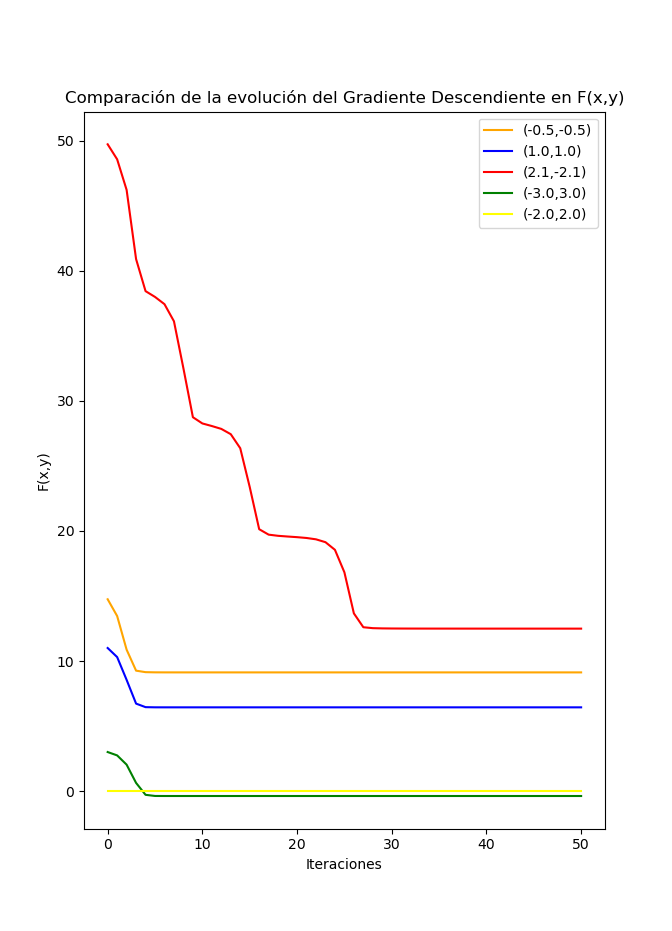 Comparación de la evolución del Gradiente Descendiente en F(x,y)
(-0.5,-0.5)
(1.0,1.0)
(2.1,-2.1)
(-3.0,3.0)
(-2.0,2.0)
50
40
30
20
10
0
F(x,y)
0 10 20 30 40 50
Iteraciones